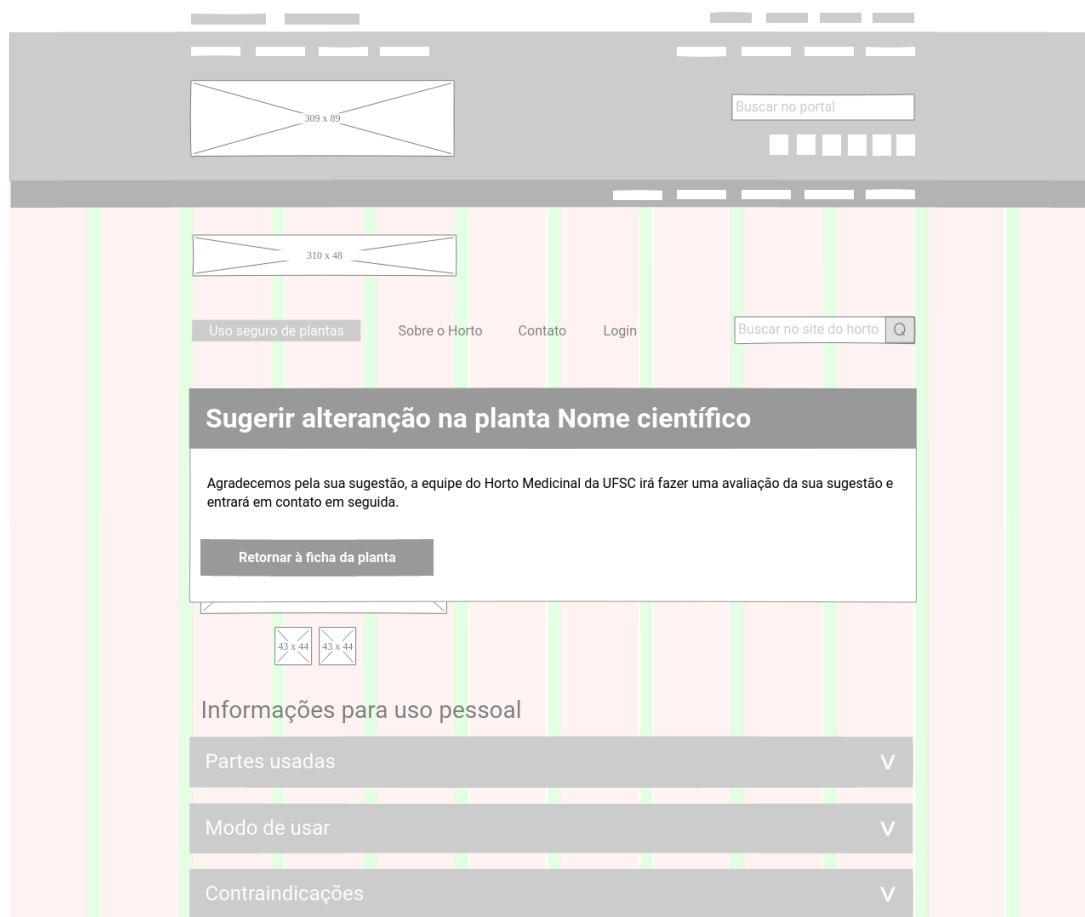 309 x 89
Buscar no portal
310 x 48
Uso seguro de plantas Sobre o Horto Contato Login Buscar no site do horto Q
Sugerir alteranção na planta Nome científico
Agradecemos pela sua sugestão, a equipe do Horto Medicinal da UFSC irá fazer uma avaliação da sua sugestão e
entrará em contato em seguida.
Retornar à ficha da planta
43 x 44 43 x 44
Informações para uso pessoal
Partes usadas V
Modo de usar V
Contraindicações V